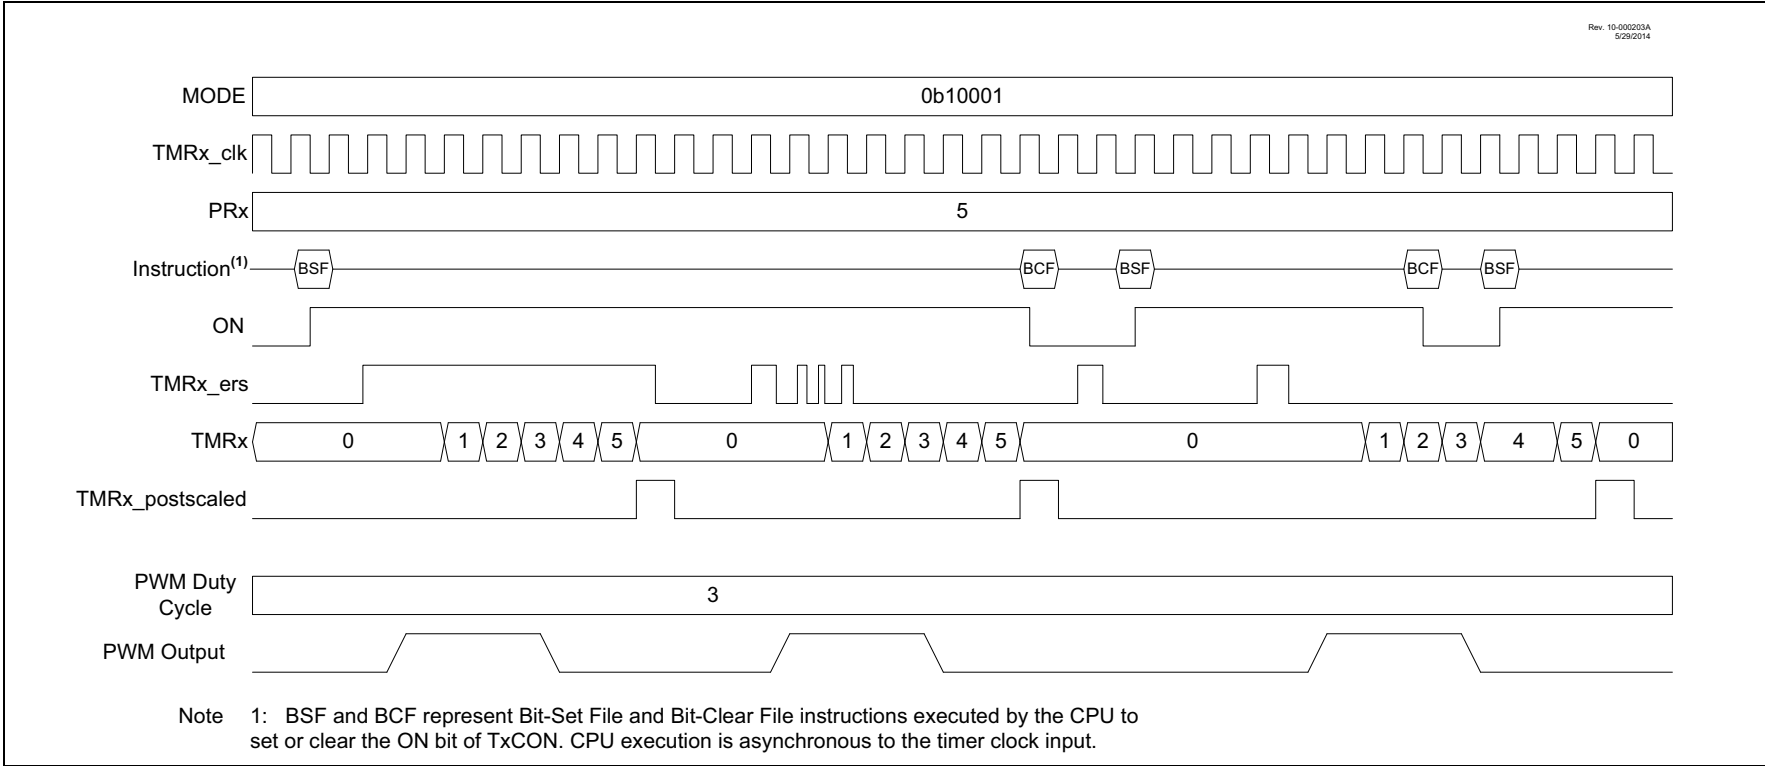 Rev. 10-000203A
5/29/2014
MODE 0b10001
TMRx_clk
PRx 5
Instruction(1) BSF BCF BSF BCF BSF
ON
TMRx_ers
TMRx 0 1 2 3 4 5 0 1 2 3 4 5 0 1 2 3 4 5 0
TMRx_postscaled
PWM Duty
Cycle 3
PWM Output
Note 1: BSF and BCF represent Bit-Set File and Bit-Clear File instructions executed by the CPU to
set or clear the ON bit of TxCON. CPU execution is asynchronous to the timer clock input.